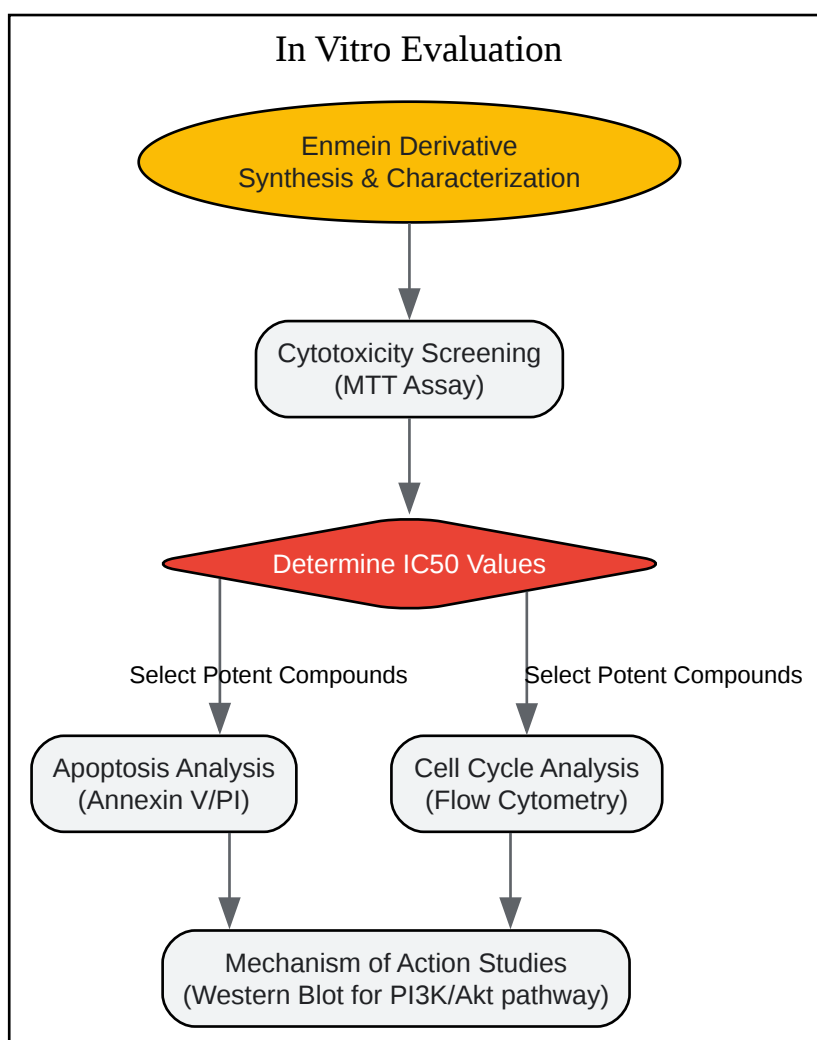 In Vitro Evaluation
Enmein Derivative
Synthesis & Characterization
Cytotoxicity Screening
(MTT Assay)
Determine IC50 Values
Select Potent Compounds
Select Potent Compounds
Apoptosis Analysis
(Annexin V/PI)
Cell Cycle Analysis
(Flow Cytometry)
Mechanism of Action Studies
(Western Blot for PI3K/Akt pathway)